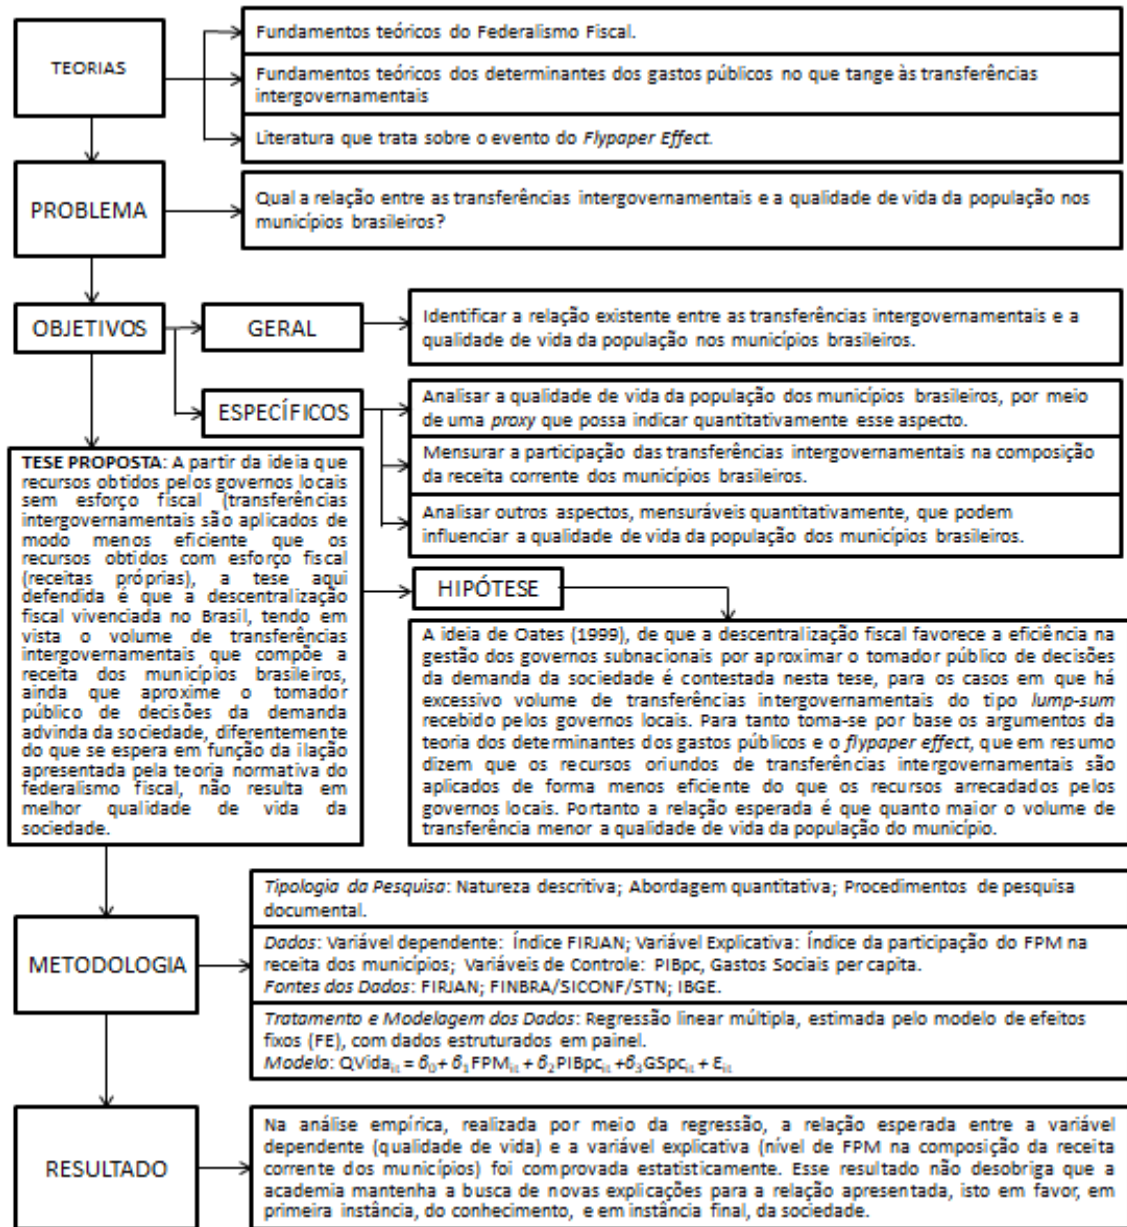 TEORIAS
Fundamentos teóricos do Federalismo Fiscal.
Fundamentos teóricos dos determinantes dos gastos públicos no que tange às transferências
intergovernamentais
Literatura que trata sobre o evento do Flypaper Effect.
PROBLEMA
Qual a relação entre as transferências intergovernamentais e a qualidade de vida da população nos
municípios brasileiros?
OBJETIVOS
GERAL
Identificar a relação existente entre as transferências intergovernamentais e a
qualidade de vida da população nos municípios brasileiros.
ESPECÍFICOS
Analisar a qualidade de vida da população dos municípios brasileiros, por meio
de uma proxy que possa indicar quantitativamente esse aspecto.
Mensurar a participação das transferências intergovernamentais na composição
da receita corrente dos municípios brasileiros.
Analisar outros aspectos, mensuráveis quantitativamente, que podem
influenciar a qualidade de vida da população dos municípios brasileiros.
TESE PROPOSTA: A partir da ideia que
recursos obtidos pelos governos locais
sem esforço fiscal (transferências
intergovernamentais são aplicados de
modo menos eficiente que os
recursos obtidos com esforço fiscal
(receitas próprias), a tese aqui
defendida é que a descentralização
fiscal vivenciada no Brasil, tendo em
vista o volume de transferências
intergovernamentais que compõe a
receita dos municípios brasileiros,
ainda que aproxime o tomador
público de decisões da demanda
advinda da sociedade, diferentemente
do que se espera em função da ilação
apresentada pela teoria normativa do
federalismo fiscal, não resulta em
melhor qualidade de vida da
sociedade.
HIPÓTESE
A ideia de Oates (1999), de que a descentralização fiscal favorece a eficiência na
gestão dos governos subnacionais por aproximar o tomador público de decisões
da demanda da sociedade é contestada nesta tese, para os casos em que há
excessivo volume de transferências intergovernamentais do tipo lump-sum
recebido pelos governos locais. Para tanto toma-se por base os argumentos da
teoria dos determinantes dos gastos públicos e o flypaper effect, que em resumo
dizem que os recursos oriundos de transferências intergovernamentais são
aplicados de forma menos eficiente do que os recursos arrecadados pelos
governos locais. Portanto a relação esperada é que quanto maior o volume de
transferência menor a qualidade de vida da população do município.
METODOLOGIA
Tipologia da Pesquisa: Natureza descritiva; Abordagem quantitativa; Procedimentos de pesquisa
documental.
Dados: Variável dependente: Índice FIRJAN; Variável Explicativa: Índice da participação do FPM na
receita dos municípios; Variáveis de Controle: PIBpc, Gastos Sociais per capita.
Fontes dos Dados: FIRJAN; FINBRA/SICONF/STN; IBGE.
Tratamento e Modelagem dos Dados: Regressão linear múltipla, estimada pelo modelo de efeitos
fixos (FE), com dados estruturados em painel.
Modelo: QVida_it = β_0 + β_1FPM_it + β_2PIBpc_it + β_3GSpc_it + Ɛ_it
RESULTADO
Na análise empírica, realizada por meio da regressão, a relação esperada entre a variável
dependente (qualidade de vida) e a variável explicativa (nível de FPM na composição da receita
corrente dos municípios) foi comprovada estatisticamente. Esse resultado não desobriga que a
academia mantenha a busca de novas explicações para a relação apresentada, isto em favor, em
primeira instância, do conhecimento, e em instância final, da sociedade.